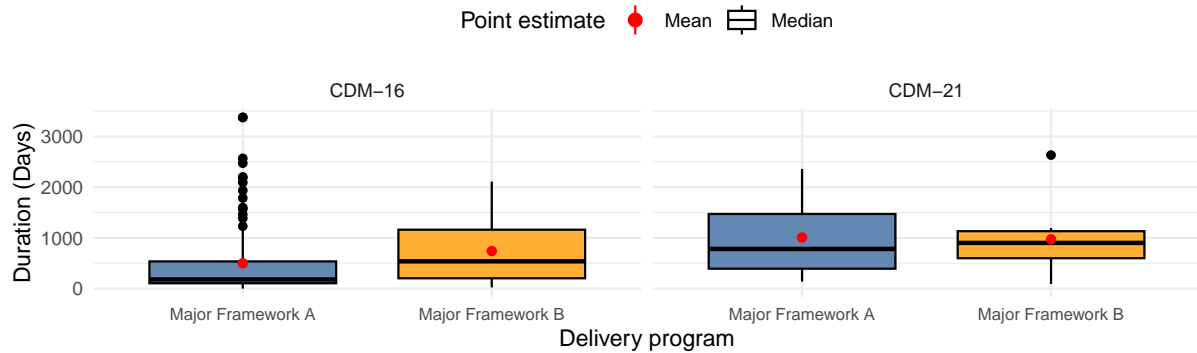 Point estimate Mean Median
CDM−16 CDM−21
Duration (Days)
3000
2000
1000
0
Major Framework A Major Framework B Major Framework A Major Framework B
Delivery program